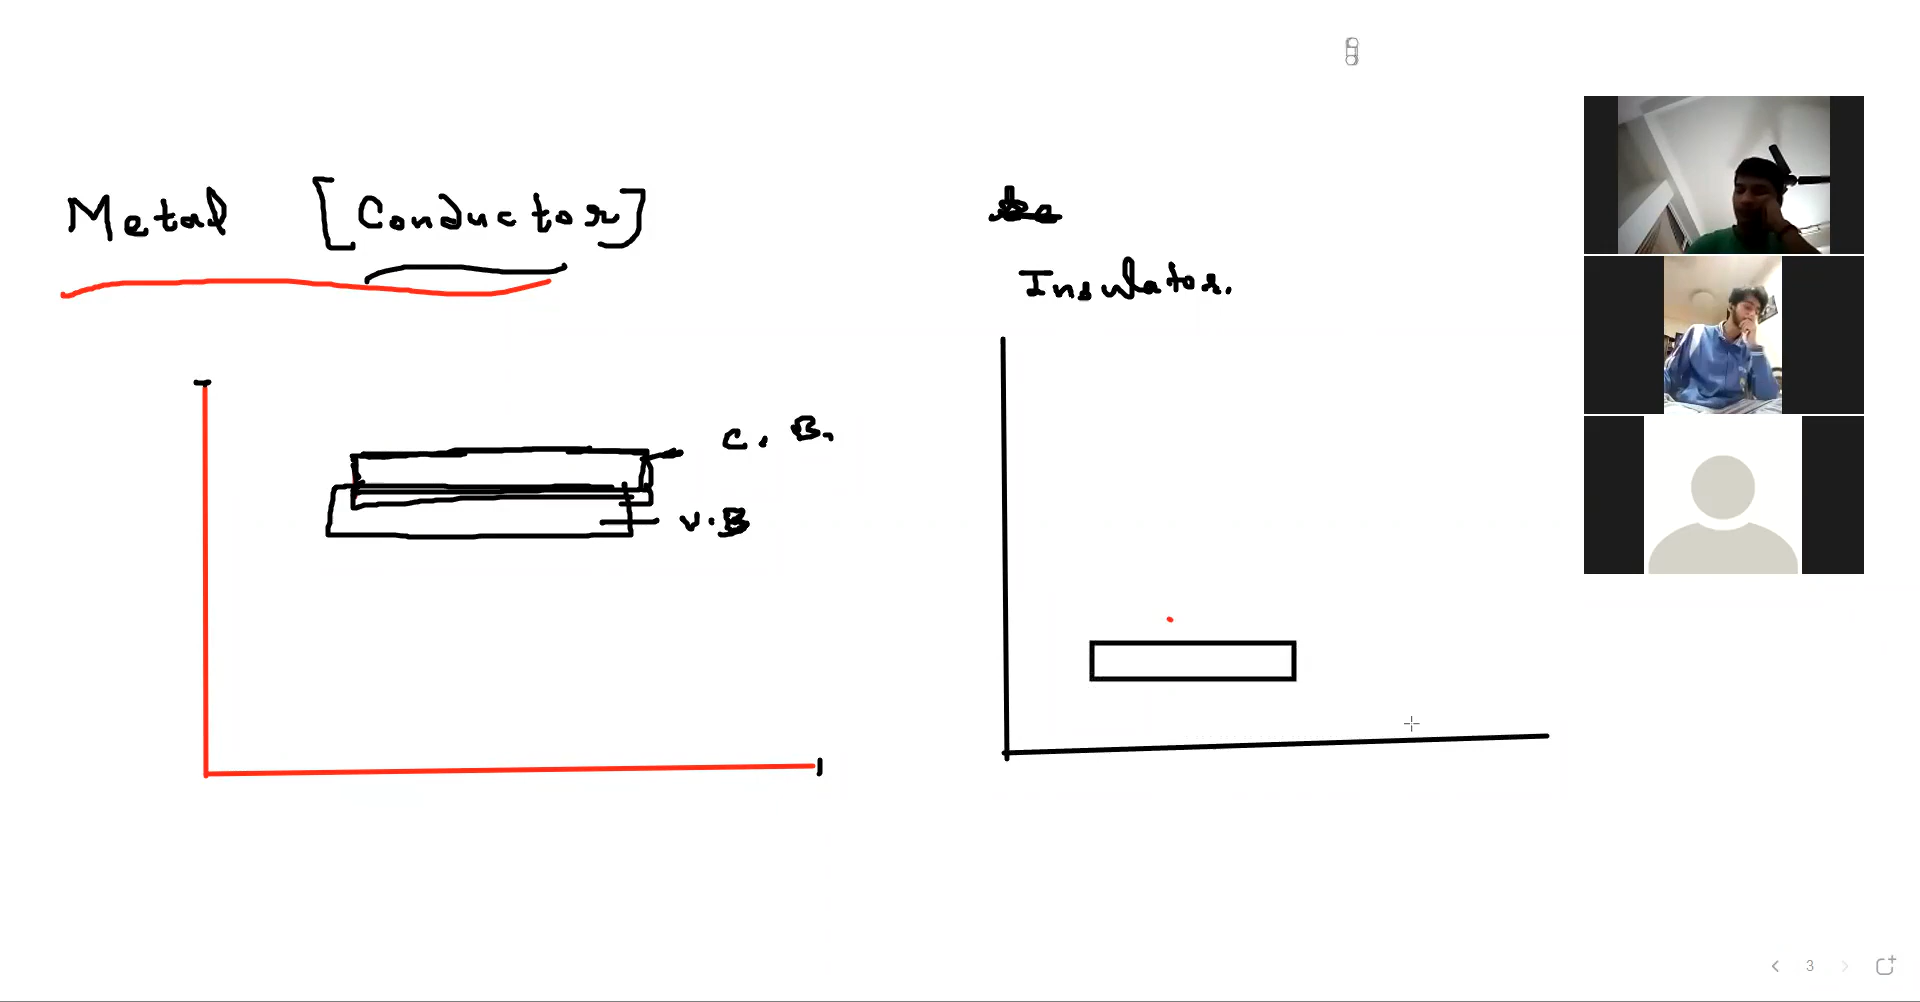 Metal [Conductor]
Insulator.
C. B.
V.B
3